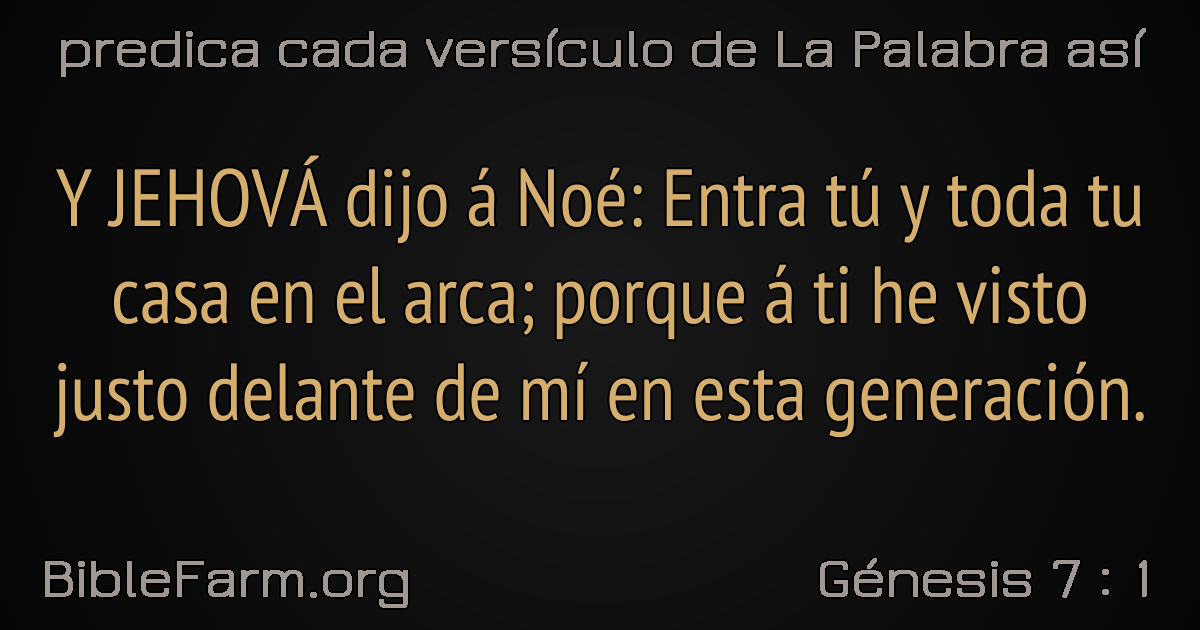 predica cada versículo de La Palabra así
Y JEHOVÁ dijo á Noé: Entra tú y toda tu
casa en el arca; porque á ti he visto
justo delante de mí en esta generación.
BibleFarm.org
Génesis 7 : 1